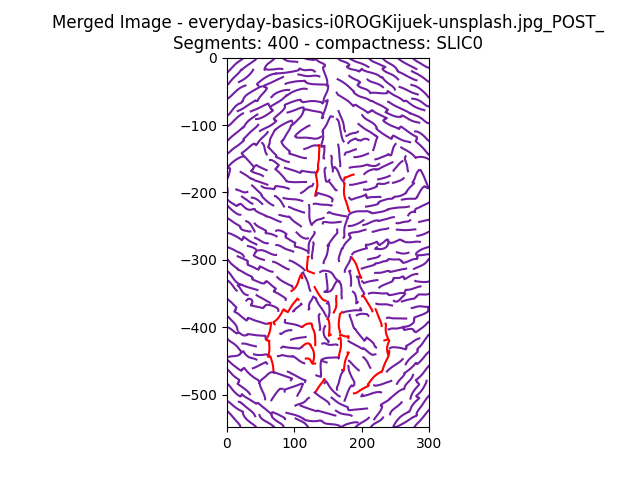 Merged Image - everyday-basics-i0ROGKijuek-unsplash.jpg_POST_
Segments: 400 - compactness: SLIC0
0
−100
−200
−300
−400
−500
0 100 200 300